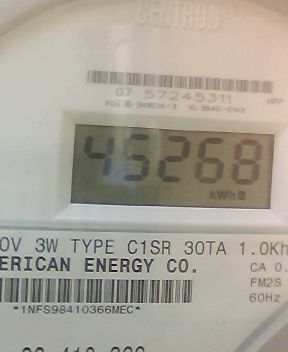 CENTRON
07 57245311
45268
kWh
0V 3W TYPE C1SR 30TA 1.0Kh
ERICAN ENERGY CO.
CA 0.
FM2S
60Hz
*1NFS98410366MEC*